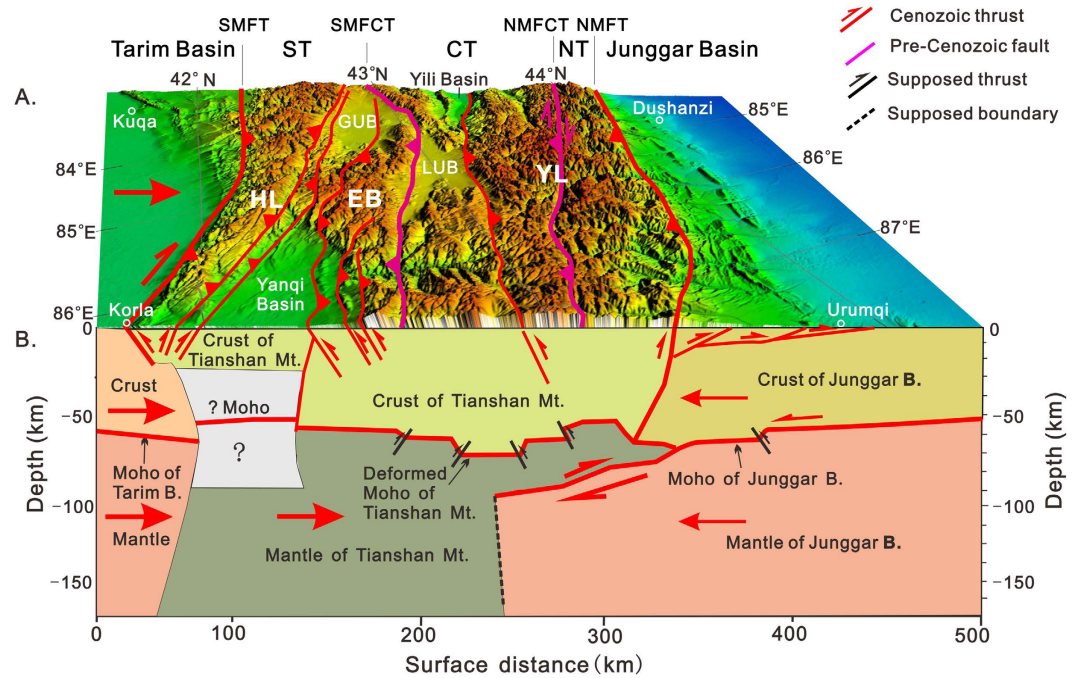 SMFT
SMFCT
NMFCT
NMFT
Tarim Basin
ST
CT
NT
Junggar Basin
42°N
43°N
Yili Basin
44°N
Cenozoic thrust
Pre-Cenozoic fault
Supposed thrust
Supposed boundary
A.
Kuqa
GUB
Dushanzi
85°E
84°E
LUB
YL
86°E
HL
EB
85°E
87°E
Yanqi
Basin
86°E
Korla
Urumqi
B.
0
0
Crust of
Tianshan Mt.
Crust
? Moho
Crust of Tianshan Mt.
Crust of Junggar B.
−50
−50
?
Moho of
Tarim B.
Deformed
Moho of
Tianshan Mt.
Moho of Junggar B.
Depth (km)
Depth (km)
−100
−100
Mantle
Mantle of Tianshan Mt.
Mantle of Junggar B.
−150
−150
0
100
200
300
400
500
Surface distance (km)